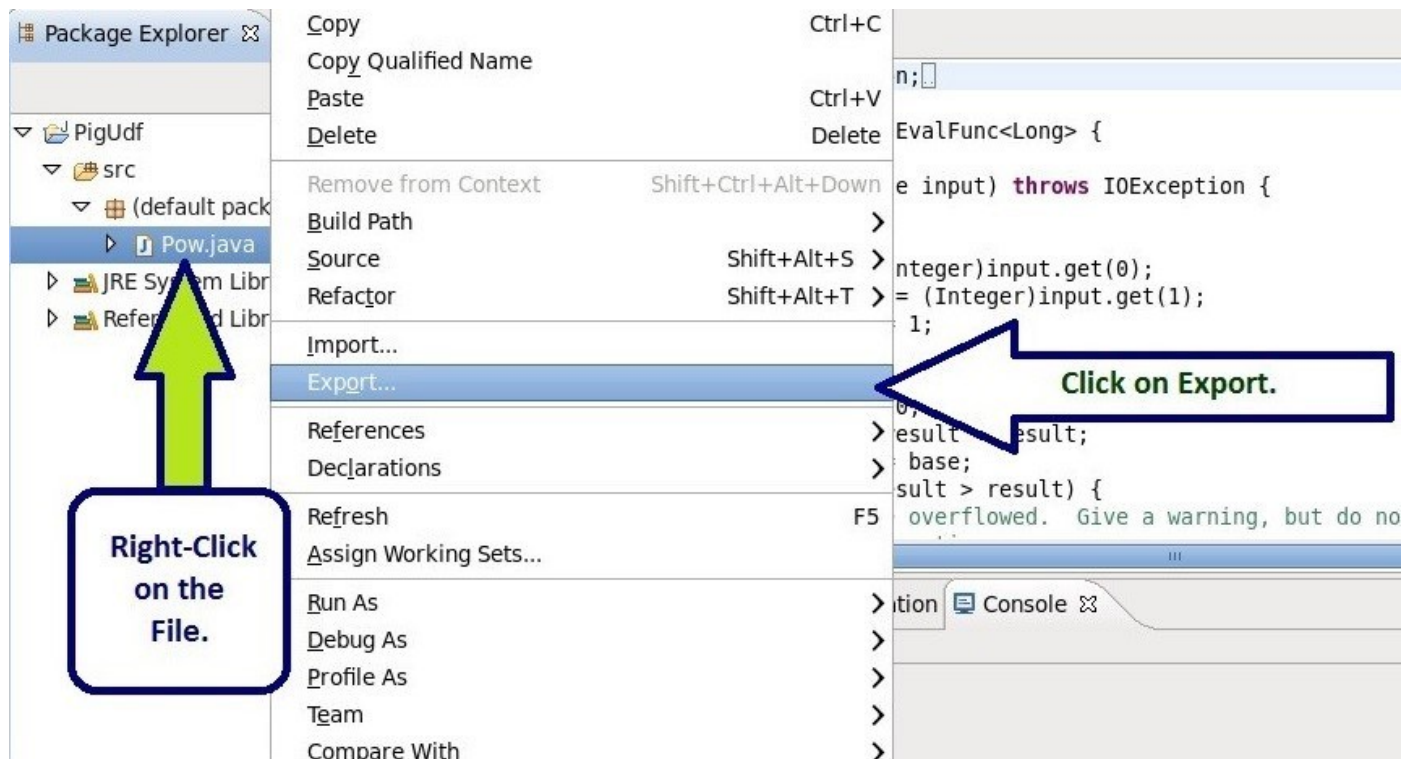 Package Explorer
PigUdf
src
(default pack
Pow.java
JRE System Libr
Referenced Libr
Right-Click
on the
File.
Copy Ctrl+C
Copy Qualified Name
Paste Ctrl+V
Delete Delete
Remove from Context Shift+Ctrl+Alt+Down
Build Path
Source Shift+Alt+S
Refactor Shift+Alt+T
Import...
Export...
References
Declarations
Refresh F5
Assign Working Sets...
Run As
Debug As
Profile As
Team
Compare With
n;
EvalFunc<Long> {
e input) throws IOException {
nteger)input.get(0);
= (Integer)input.get(1);
1;
Click on Export.
0;
esult esult;
base;
sult > result) {
overflowed. Give a warning, but do no
tion Console